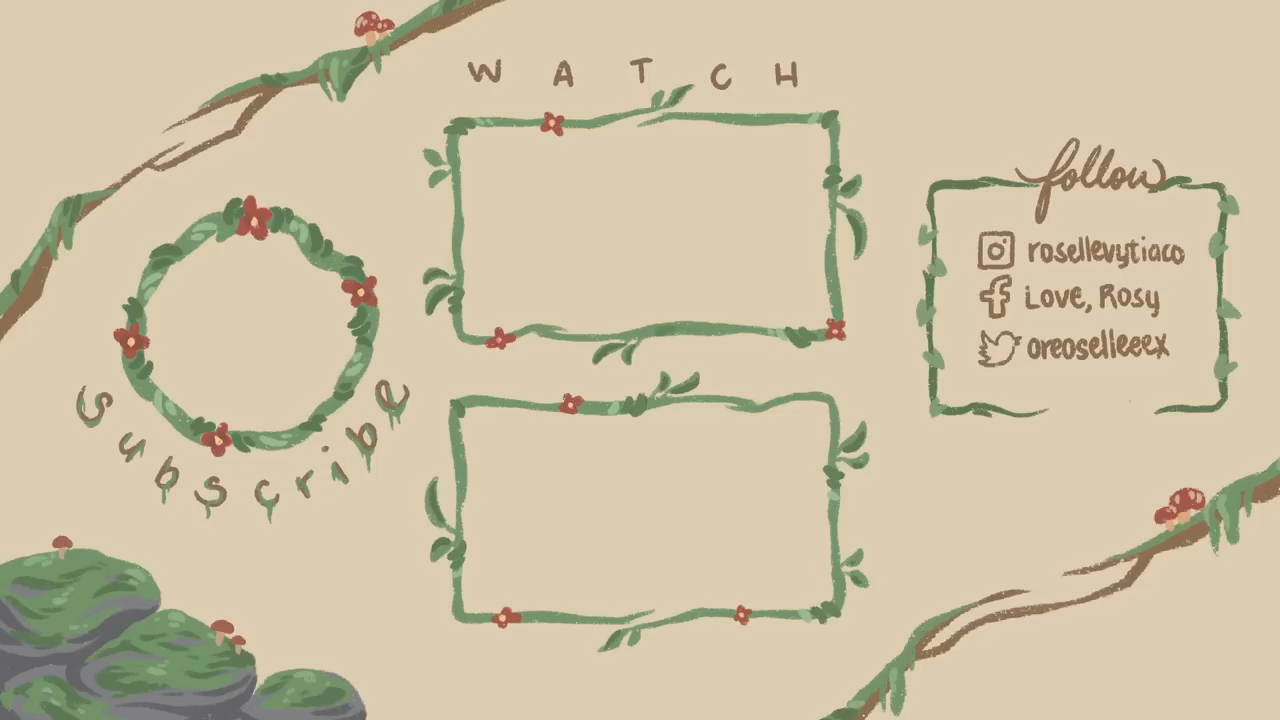 WATCH
Subscribe
follow
rosellevytiaco
Love, Rosy
oreoselleeex